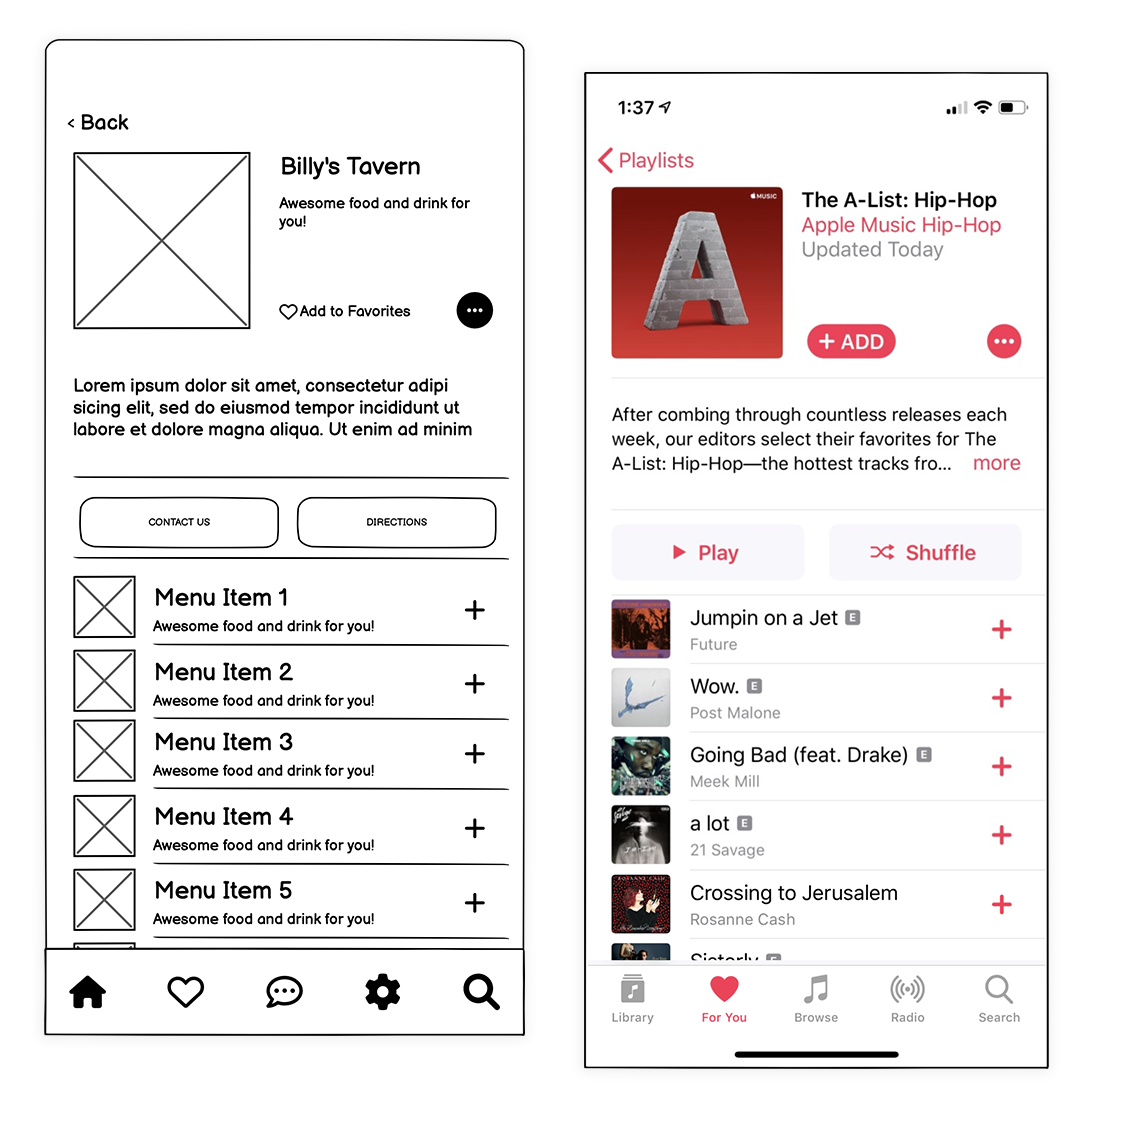 < Back
Billy's Tavern
Awesome food and drink for
you!
Add to Favorites
Lorem ipsum dolor sit amet, consectetur adipi
sicing elit, sed do eiusmod tempor incididunt ut
labore et dolore magna aliqua. Ut enim ad minim
CONTACT US
DIRECTIONS
Menu Item 1
Awesome food and drink for you!
Menu Item 2
Awesome food and drink for you!
Menu Item 3
Awesome food and drink for you!
Menu Item 4
Awesome food and drink for you!
Menu Item 5
Awesome food and drink for you!
1:37
Playlists
MUSIC
The A-List: Hip-Hop
Apple Music Hip-Hop
Updated Today
+ ADD
After combing through countless releases each
week, our editors select their favorites for The
A-List: Hip-Hop—the hottest tracks fro... more
Play
Shuffle
Jumpin on a Jet E
Future
Wow. E
Post Malone
Going Bad (feat. Drake) E
Meek Mill
a lot E
21 Savage
ROSANNE CASH
Crossing to Jerusalem
Rosanne Cash
Sisterly E
Library
For You
Browse
Radio
Search